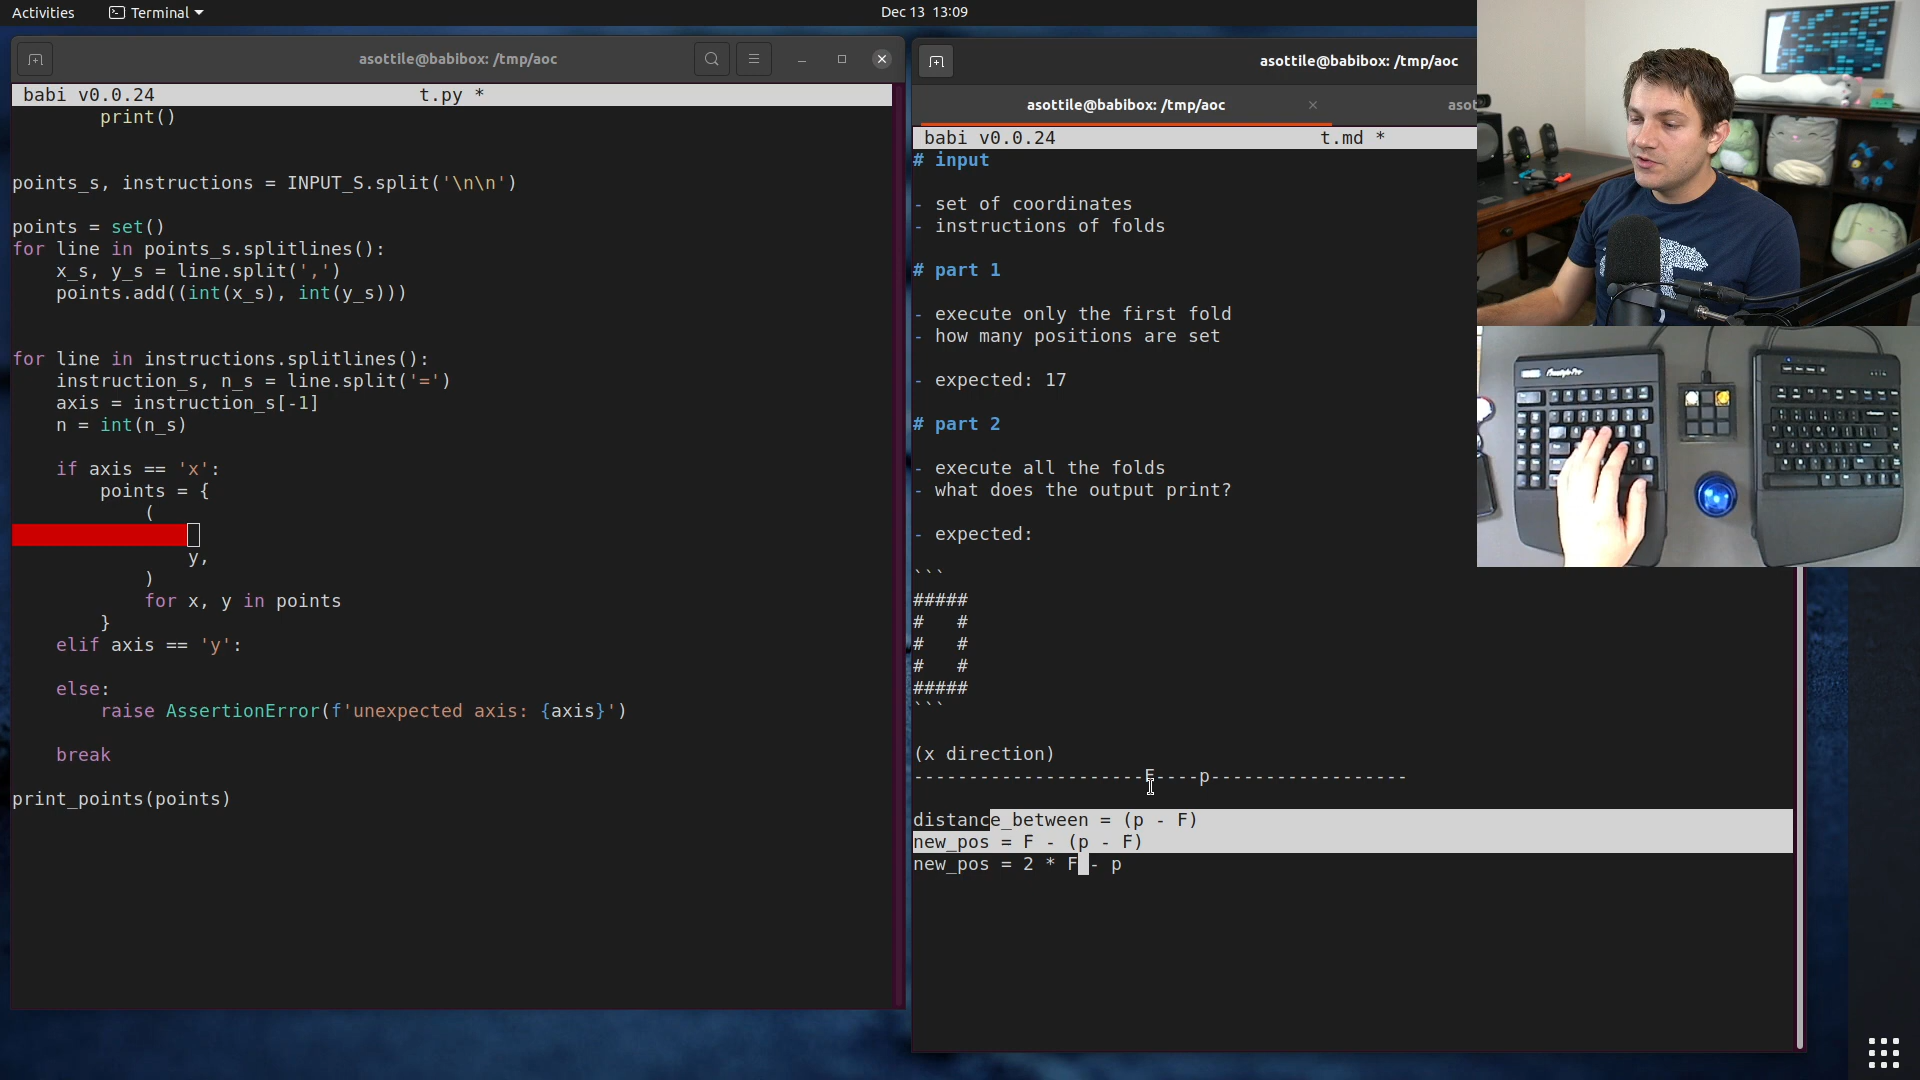 Activities
Terminal
Dec 13 13:09
asottile@babibox: /tmp/aoc
babi v0.0.24
t.py *
print()
points_s, instructions = INPUT_S.split('\n\n')
points = set()
for line in points_s.splitlines():
x_s, y_s = line.split(',')
points.add((int(x_s), int(y_s)))
for line in instructions.splitlines():
instruction_s, n_s = line.split('=')
axis = instruction_s[-1]
n = int(n_s)
if axis == 'x':
points = {
(
y,
)
for x, y in points
}
elif axis == 'y':
else:
raise AssertionError(f'unexpected axis: {axis}')
break
print_points(points)
asottile@babibox: /tmp/aoc
asottile@babibox: /tmp/aoc
asot
babi v0.0.24
t.md *
# input
- set of coordinates
- instructions of folds
# part 1
- execute only the first fold
- how many positions are set
- expected: 17
# part 2
- execute all the folds
- what does the output print?
- expected:
```
#####
#   #
#   #
#   #
#####
```
(x direction)
---------------------F----p------------------
distance_between = (p - F)
new_pos = F - (p - F)
new_pos = 2 * F - p